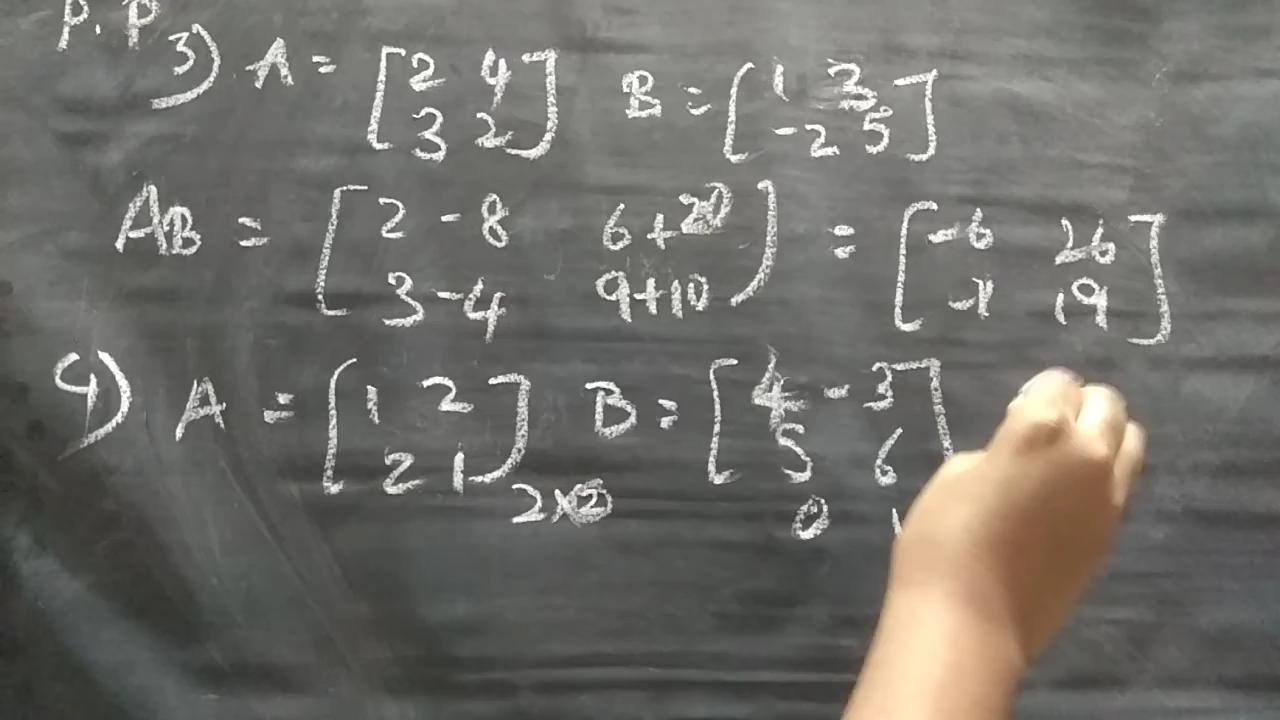 P.P
3) A = [2 4 B = [1 3
3 2] -2 5]
AB = [2 - 8 6 + 20 = [-6 26
3 - 4 9 + 10] -1 19]
4) A = [1 2 B = [4 -3
2 1] 2×2 5 6]
0 1